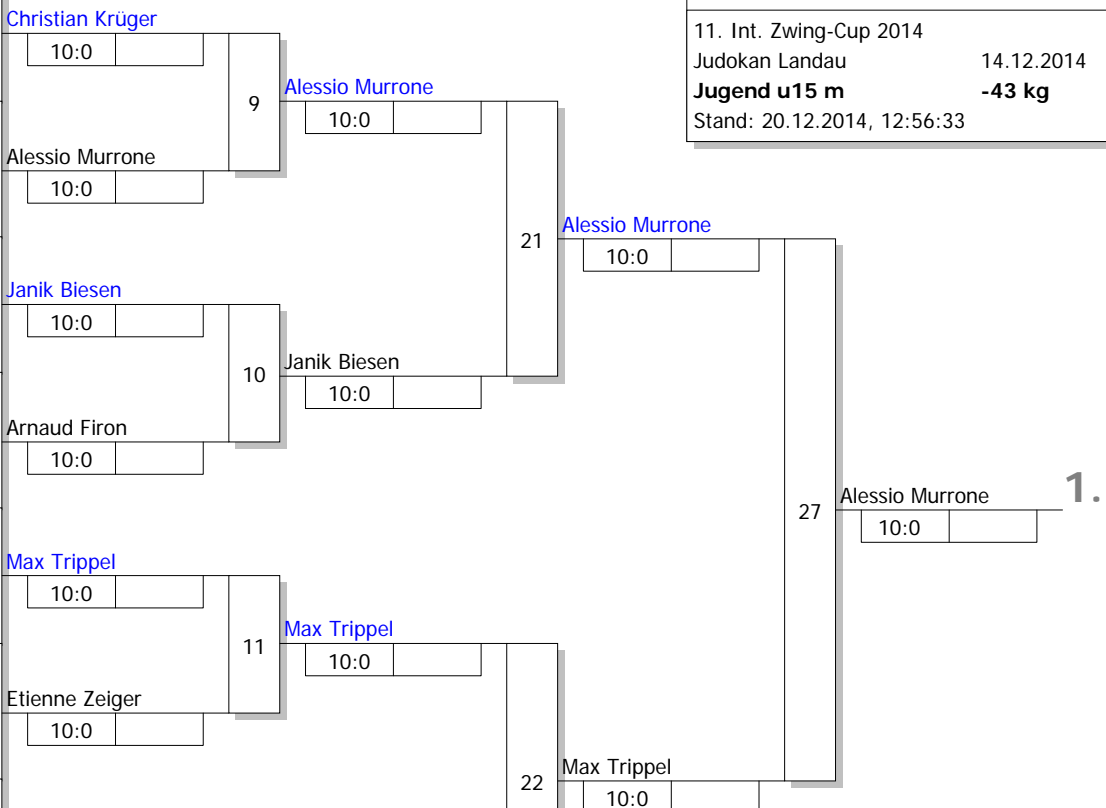 Christian Krüger
10:0
9
Alessio Murrone
10:0
Alessio Murrone
10:0
11. Int. Zwing-Cup 2014
Judokan Landau 14.12.2014
Jugend u15 m -43 kg
Stand: 20.12.2014, 12:56:33
21
Alessio Murrone
10:0
Janik Biesen
10:0
10
Janik Biesen
10:0
Arnaud Firon
10:0
27
Alessio Murrone 1.
10:0
Max Trippel
10:0
11
Max Trippel
10:0
Etienne Zeiger
10:0
22
Max Trippel
10:0